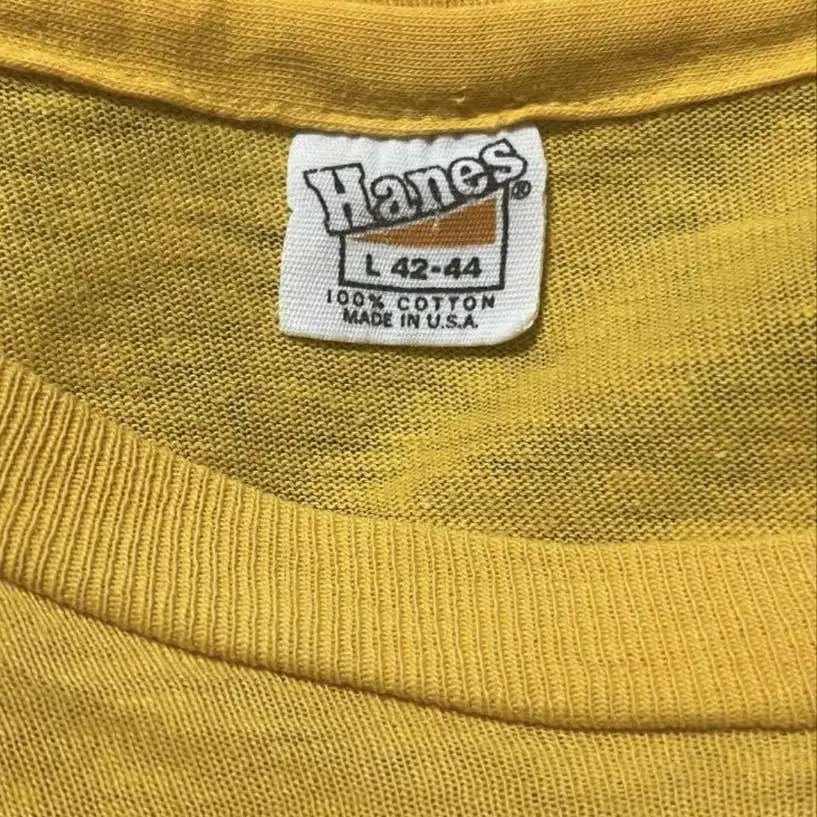 Hanes®
L 42-44
100% COTTON
MADE IN U.S.A.